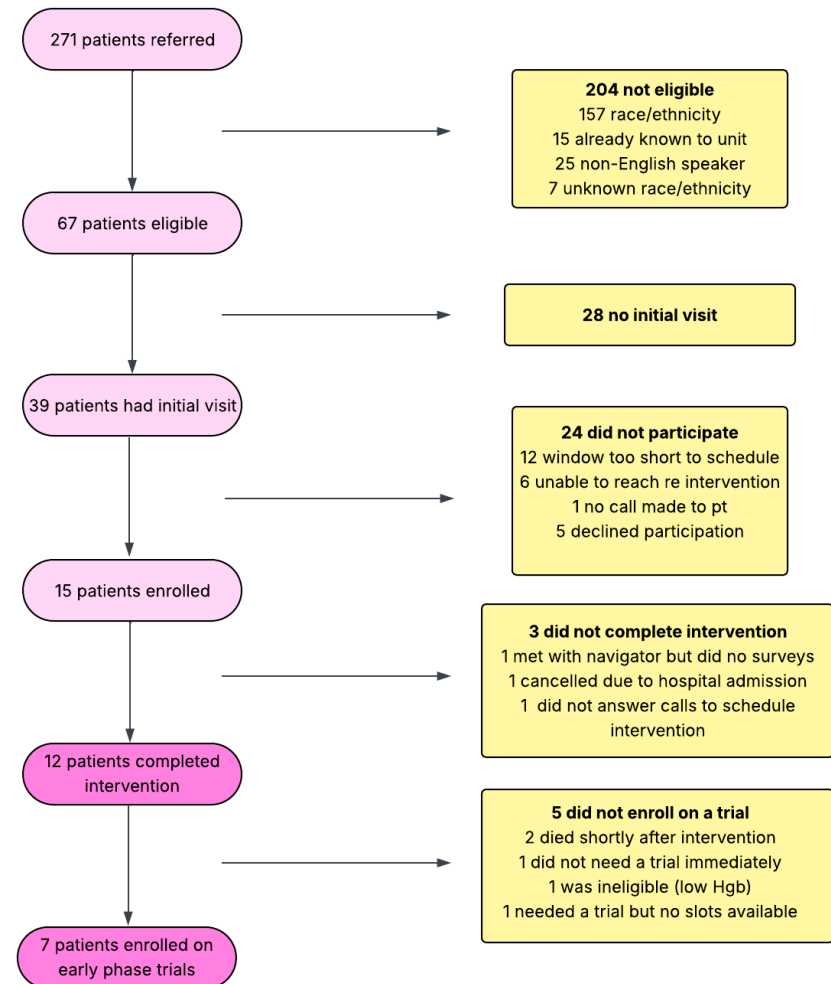 271 patients referred
204 not eligible
157 race/ethnicity
15 already known to unit
25 non-English speaker
7 unknown race/ethnicity
67 patients eligible
28 no initial visit
39 patients had initial visit
24 did not participate
12 window too short to schedule
6 unable to reach re intervention
1 no call made to pt
5 declined participation
15 patients enrolled
3 did not complete intervention
1 met with navigator but did no surveys
1 cancelled due to hospital admission
1 did not answer calls to schedule
intervention
12 patients completed
intervention
5 did not enroll on a trial
2 died shortly after intervention
1 did not need a trial immediately
1 was ineligible (low Hgb)
1 needed a trial but no slots available
7 patients enrolled on
early phase trials